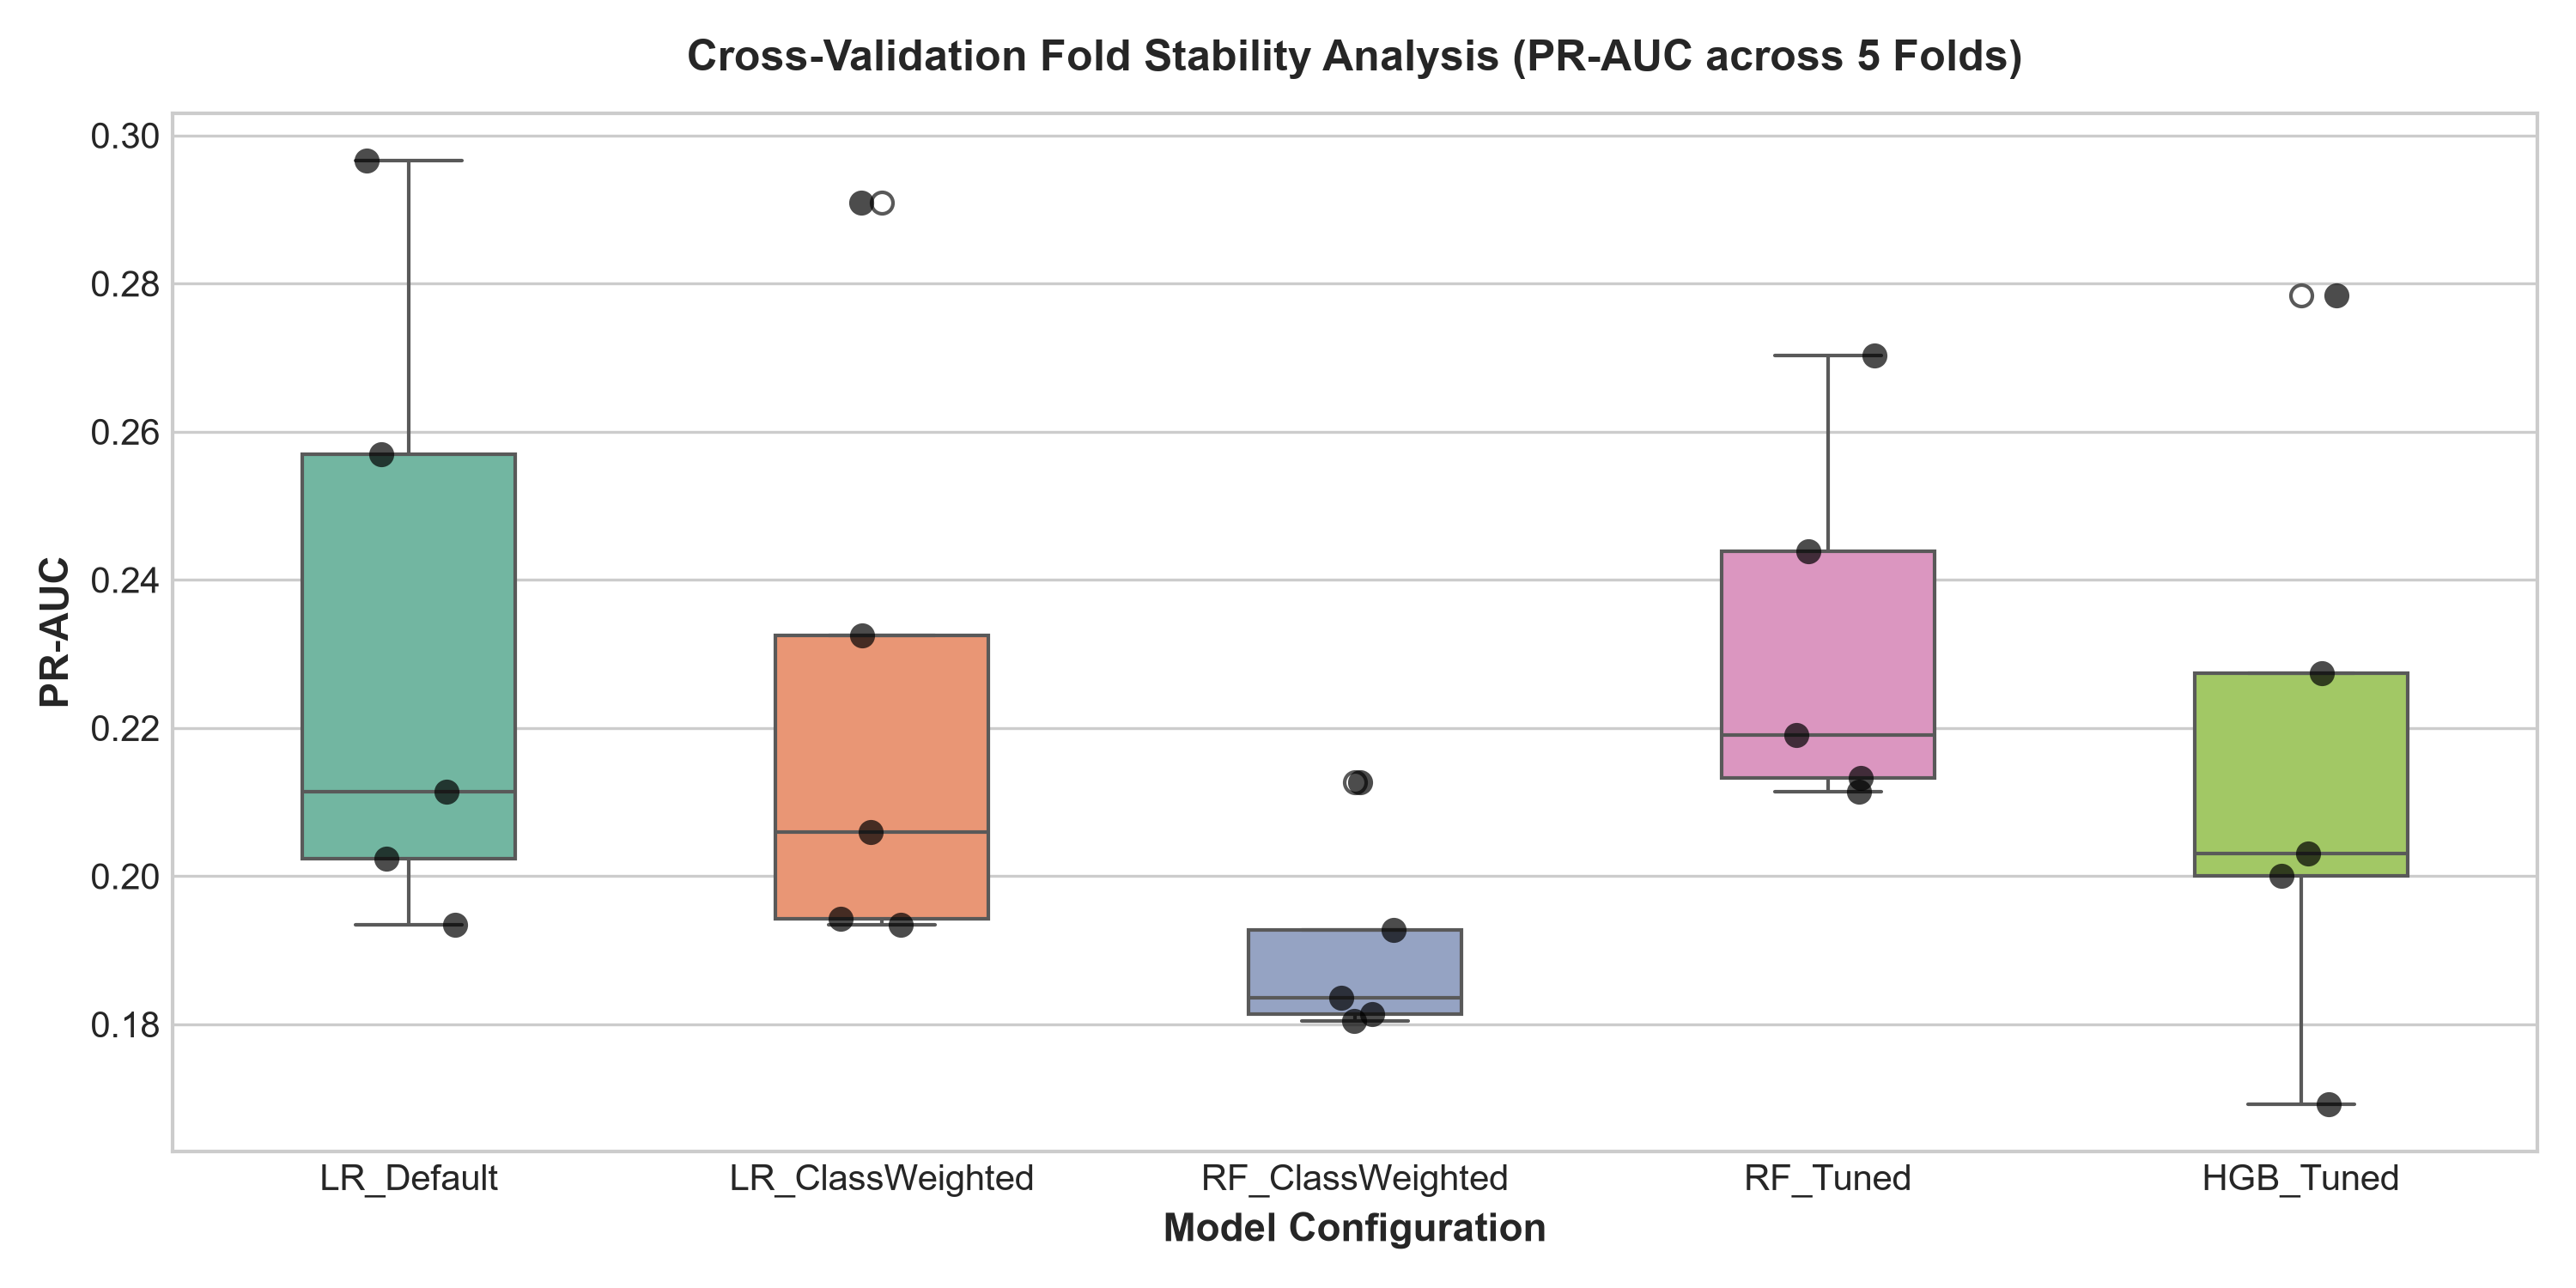 Cross-Validation Fold Stability Analysis (PR-AUC across 5 Folds)
0.30
0.28
0.26
0.24
0.22
0.20
0.18
PR-AUC
LR_Default LR_ClassWeighted RF_ClassWeighted RF_Tuned HGB_Tuned
Model Configuration